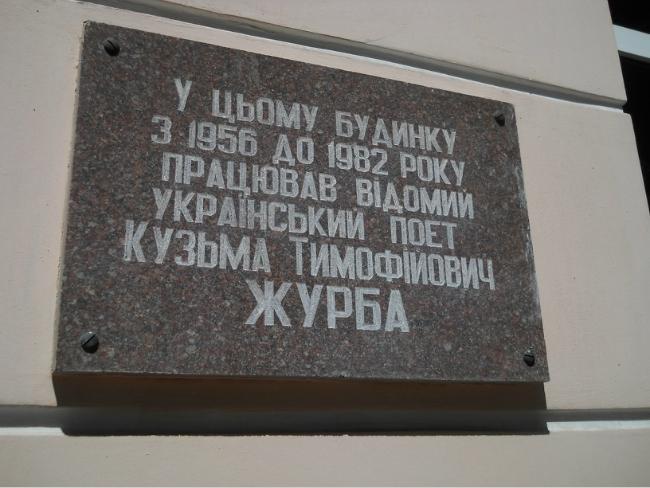 У ЦЬОМУ БУДИНКУ
З 1956 ДО 1982 РОКУ
ПРАЦЮВАВ ВІДОМИЙ
УКРАЇНСЬКИЙ ПОЕТ
КУЗЬМА ТИМОФІЙОВИЧ
ЖУРБА